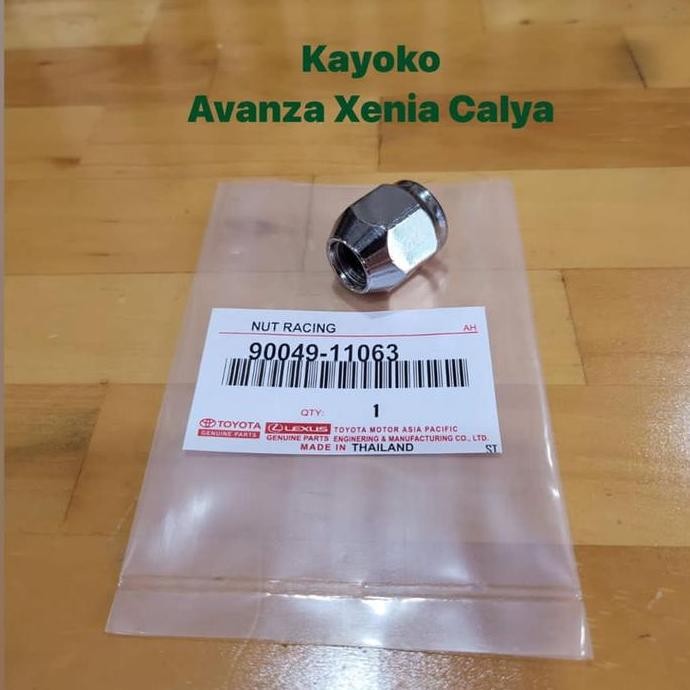 Kayoko
Avanza Xenia Calya
NUT RACING AH
90049-11063
QTY: 1
TOYOTA LEXUS TOYOTA MOTOR ASIA PACIFIC
GENUINE PARTS GENUINE PARTS ENGINERING & MANUFACTURING CO., LTD.
MADE IN THAILAND ST